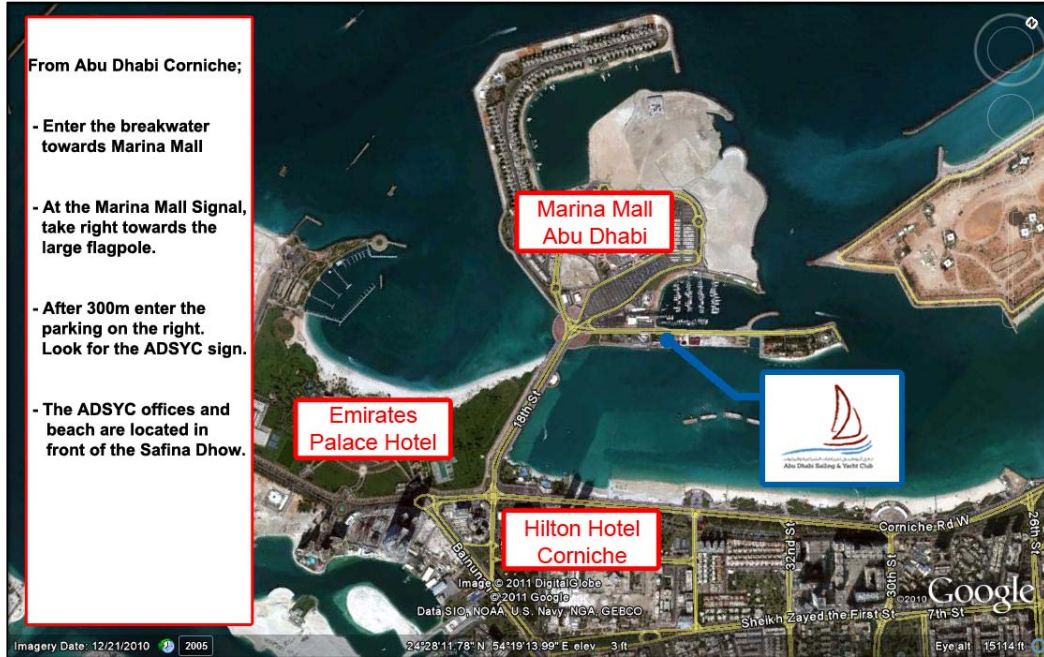 From Abu Dhabi Corniche;
- Enter the breakwater
towards Marina Mall
- At the Marina Mall Signal,
take right towards the
large flagpole.
- After 300m enter the
parking on the right.
Look for the ADSYC sign.
- The ADSYC offices and
beach are located in
front of the Safina Dhow.
N
Marina Mall
Abu Dhabi
18th St
Emirates
Palace Hotel
Abu Dhabi Sailing & Yacht Club
Hilton Hotel
Corniche
Corniche Rd W
26th St
32nd St
30th St
Image © 2011 DigitalGlobe
© 2011 Google
Data SIO, NOAA, U.S. Navy, NGA, GEBCO
©2010 Google
Sheikh Zayed the First St
7th St
Imagery Date: 12/21/2010
2005
24°28'11.78" N 54°19'13.99" E elev 3 ft
Eye alt 15114 ft